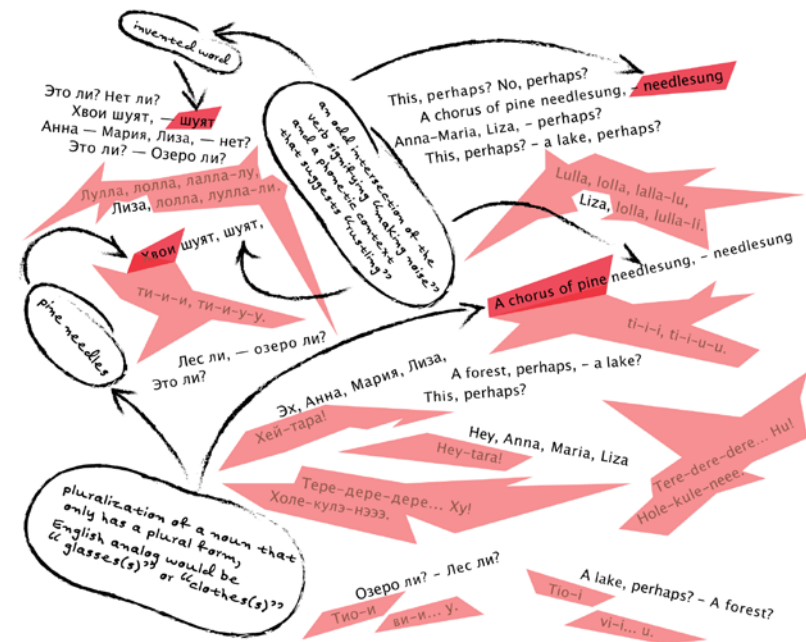 invented word
Это ли? Нет ли?
Хвои шуят, — шуят
Анна — Мария, Лиза, — нет?
Это ли? — Озеро ли?
Лулла, лолла, лалла-лу,
Лиза, лолла, лулла-ли.
Хвои шуят, шуят,
ти-и-и, ти-и-у-у.
Лес ли, — озеро ли?
Это ли?
Эх, Анна, Мария, Лиза,
Хей-тара!
Тере-дере-дере... Ху!
Холе-кулэ-нэээ.
Озеро ли? – Лес ли?
Тио-и
ви-и... у.
an odd intersection of the
verb signifying “making noise”
and a phonetic context
that suggests “rustling”
pine needles
pluralization of a noun that
only has a plural form,
English analog would be
“glasses(s)” or “clothes(s)”
This, perhaps? No, perhaps?
A chorus of pine needlesung, – needlesung
Anna-Maria, Liza, – perhaps?
This, perhaps? – a lake, perhaps?
Lulla, lolla, lalla-lu,
Liza, lolla, lulla-li.
A chorus of pine needlesung, – needlesung
ti-i-i, ti-i-u-u.
A forest, perhaps, – a lake?
This, perhaps?
Hey, Anna, Maria, Liza
Hey-tara!
Tere-dere-dere... Hu!
Hole-kule-neee.
A lake, perhaps? – A forest?
Tio-i
vi-i... u.